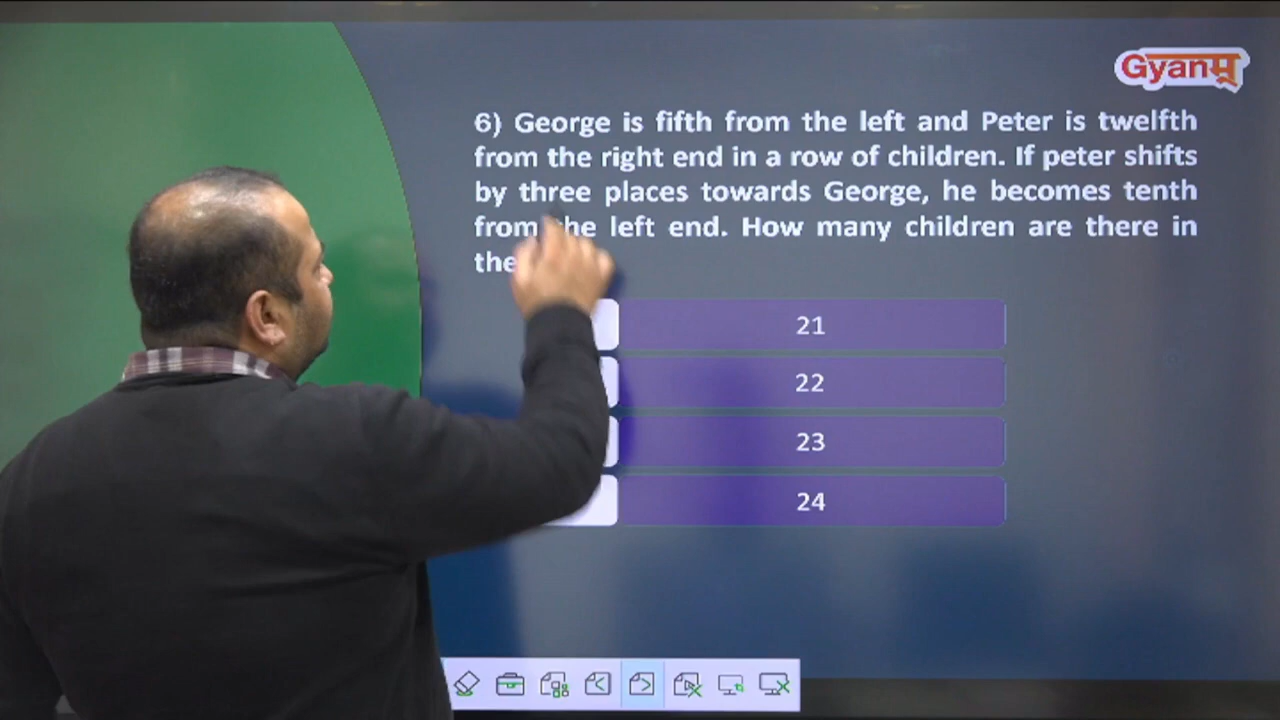 Gyanम्
6) George is fifth from the left and Peter is twelfth
from the right end in a row of children. If peter shifts
by three places towards George, he becomes tenth
from the left end. How many children are there in
the
21
22
23
24